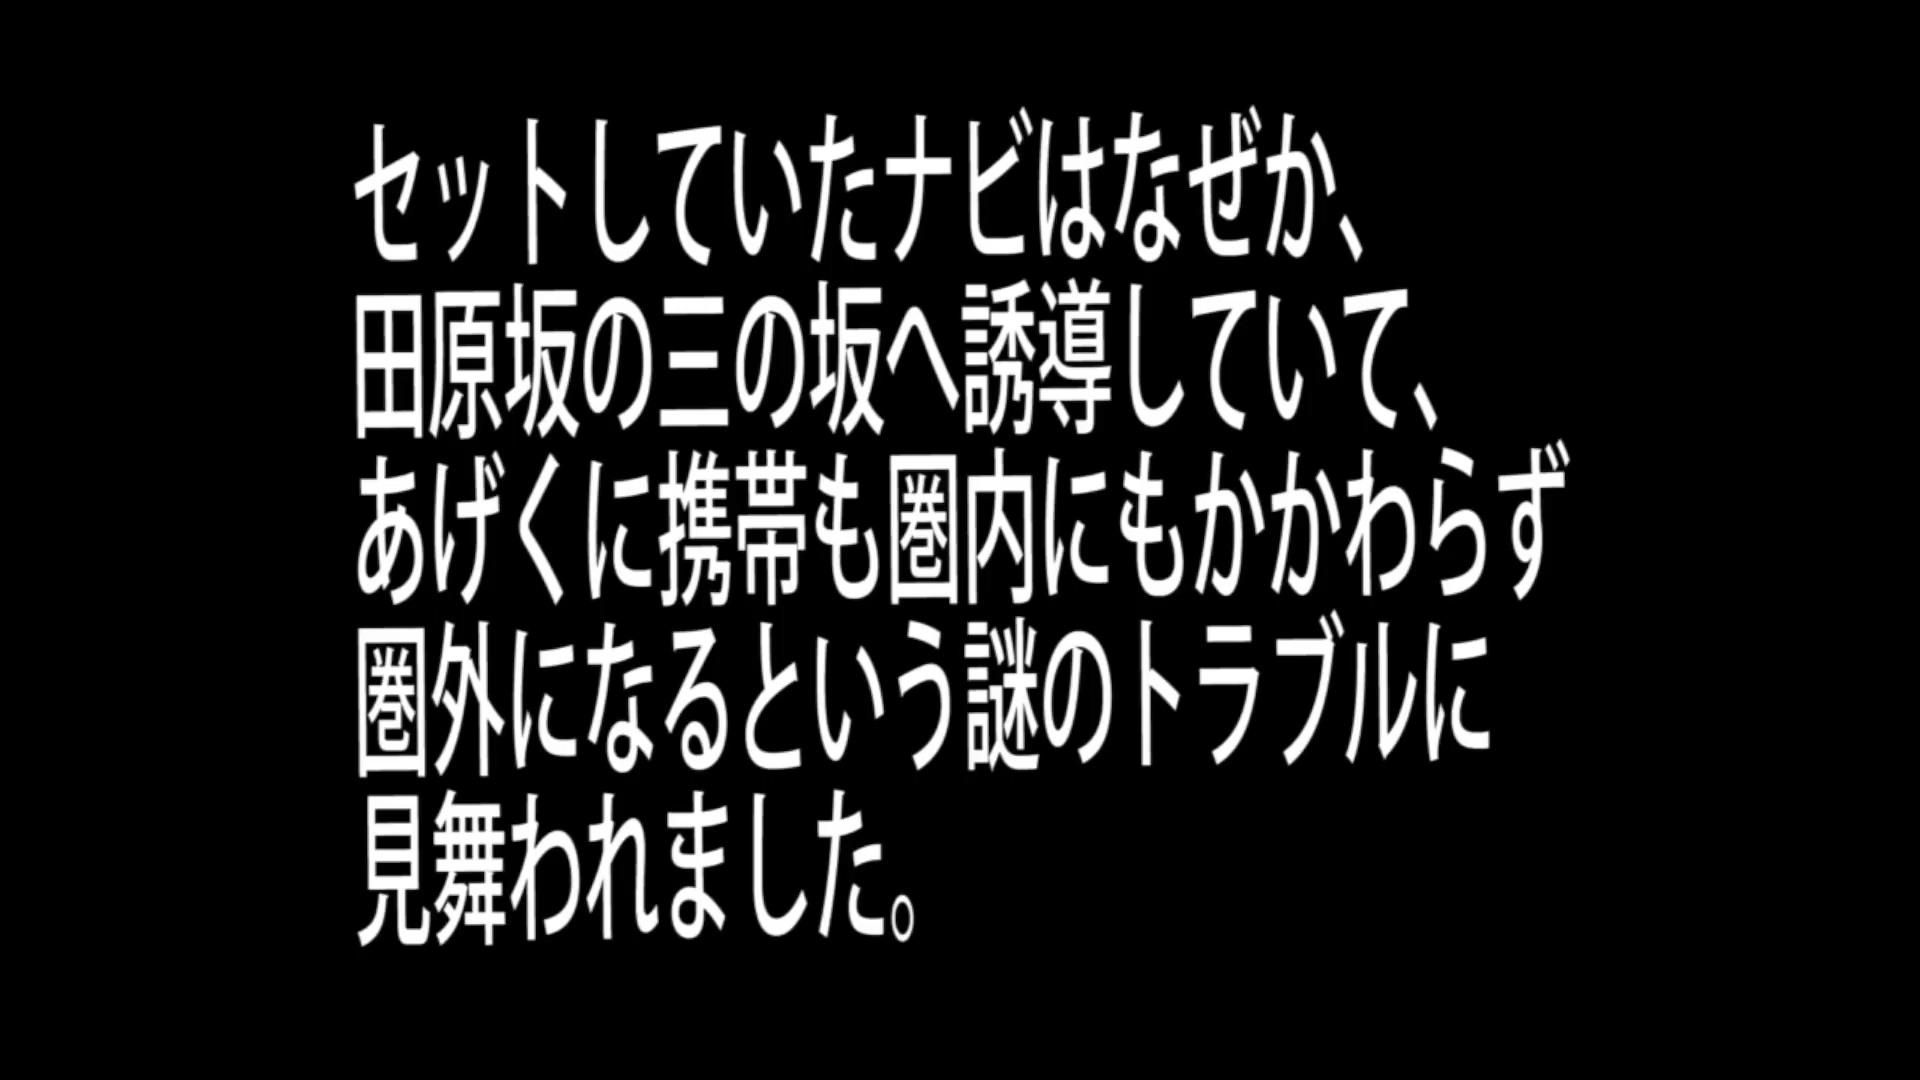 セットしていたナビはなぜか、
田原坂の三の坂へ誘導していて、
あげくに携帯も圏内にもかかわらず
圏外になるという謎のトラブルに
見舞われました。